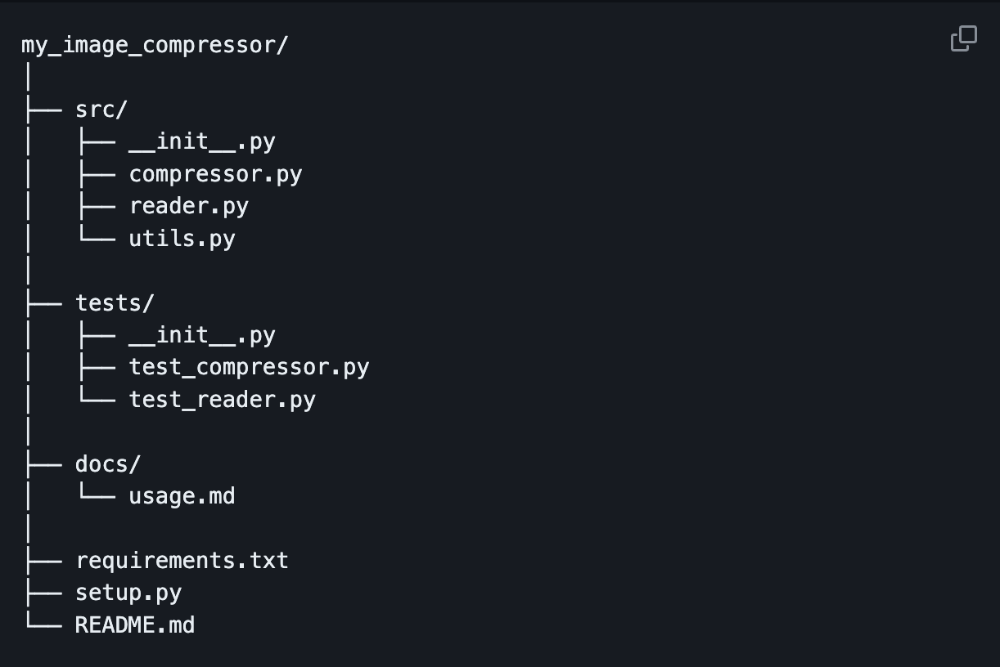 my_image_compressor/
│
├── src/
│   ├── __init__.py
│   ├── compressor.py
│   ├── reader.py
│   └── utils.py
│
├── tests/
│   ├── __init__.py
│   ├── test_compressor.py
│   └── test_reader.py
│
├── docs/
│   └── usage.md
│
├── requirements.txt
├── setup.py
└── README.md